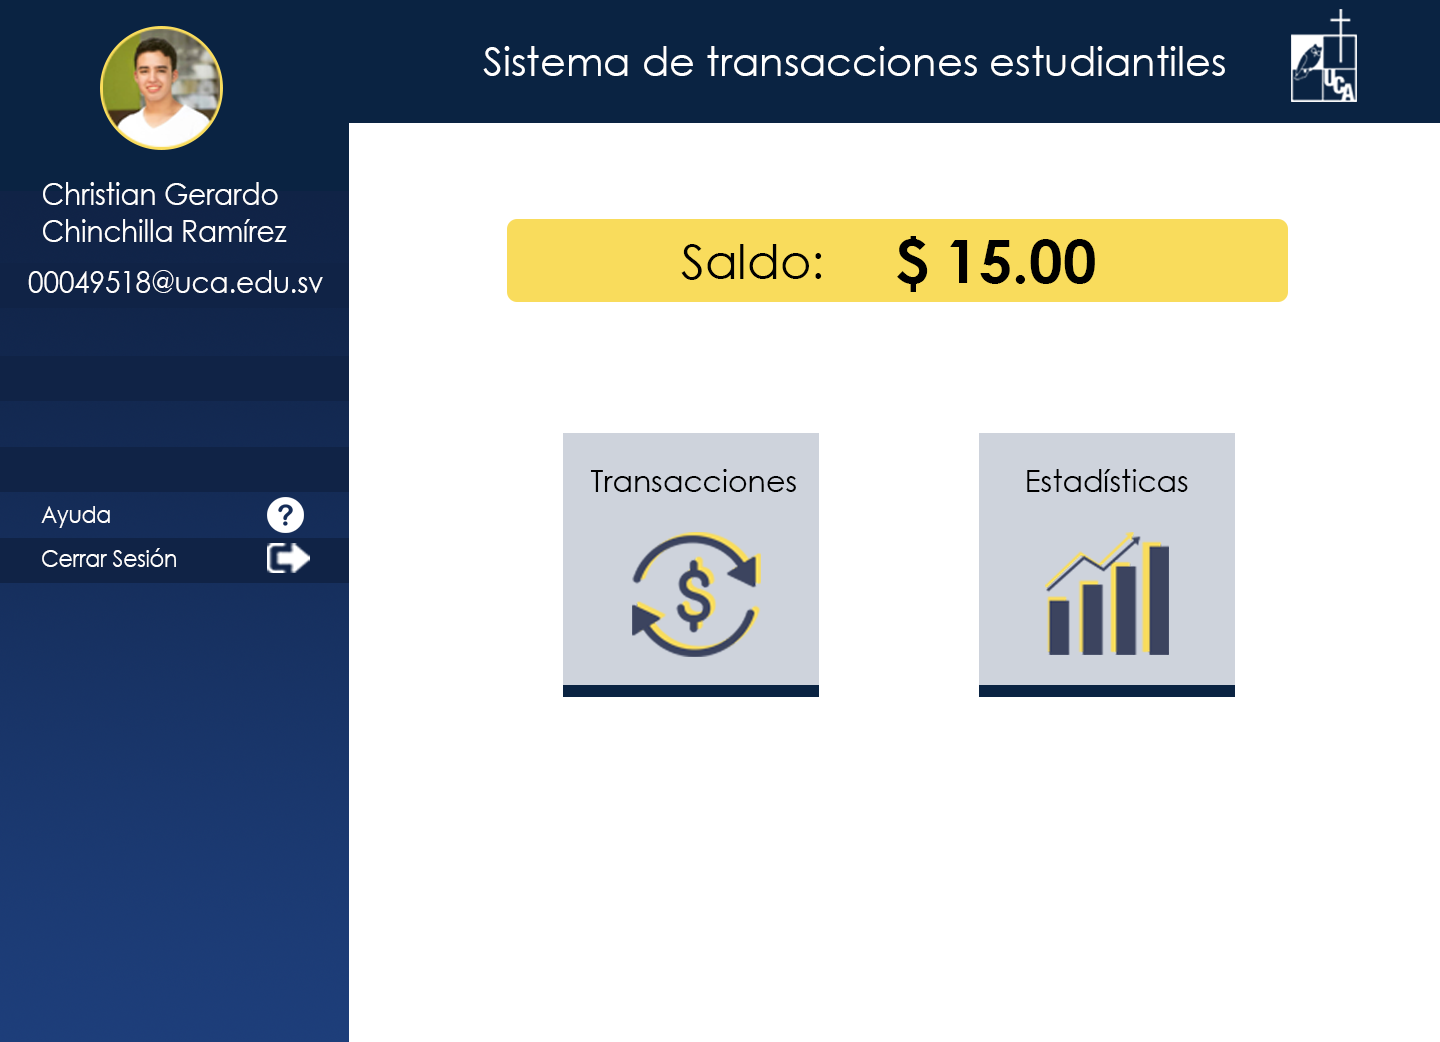 Sistema de transacciones estudiantiles
UCA
Christian Gerardo
Chinchilla Ramírez
00049518@uca.edu.sv
Ayuda
?
Cerrar Sesión
Saldo: $ 15.00
Transacciones
$
Estadísticas